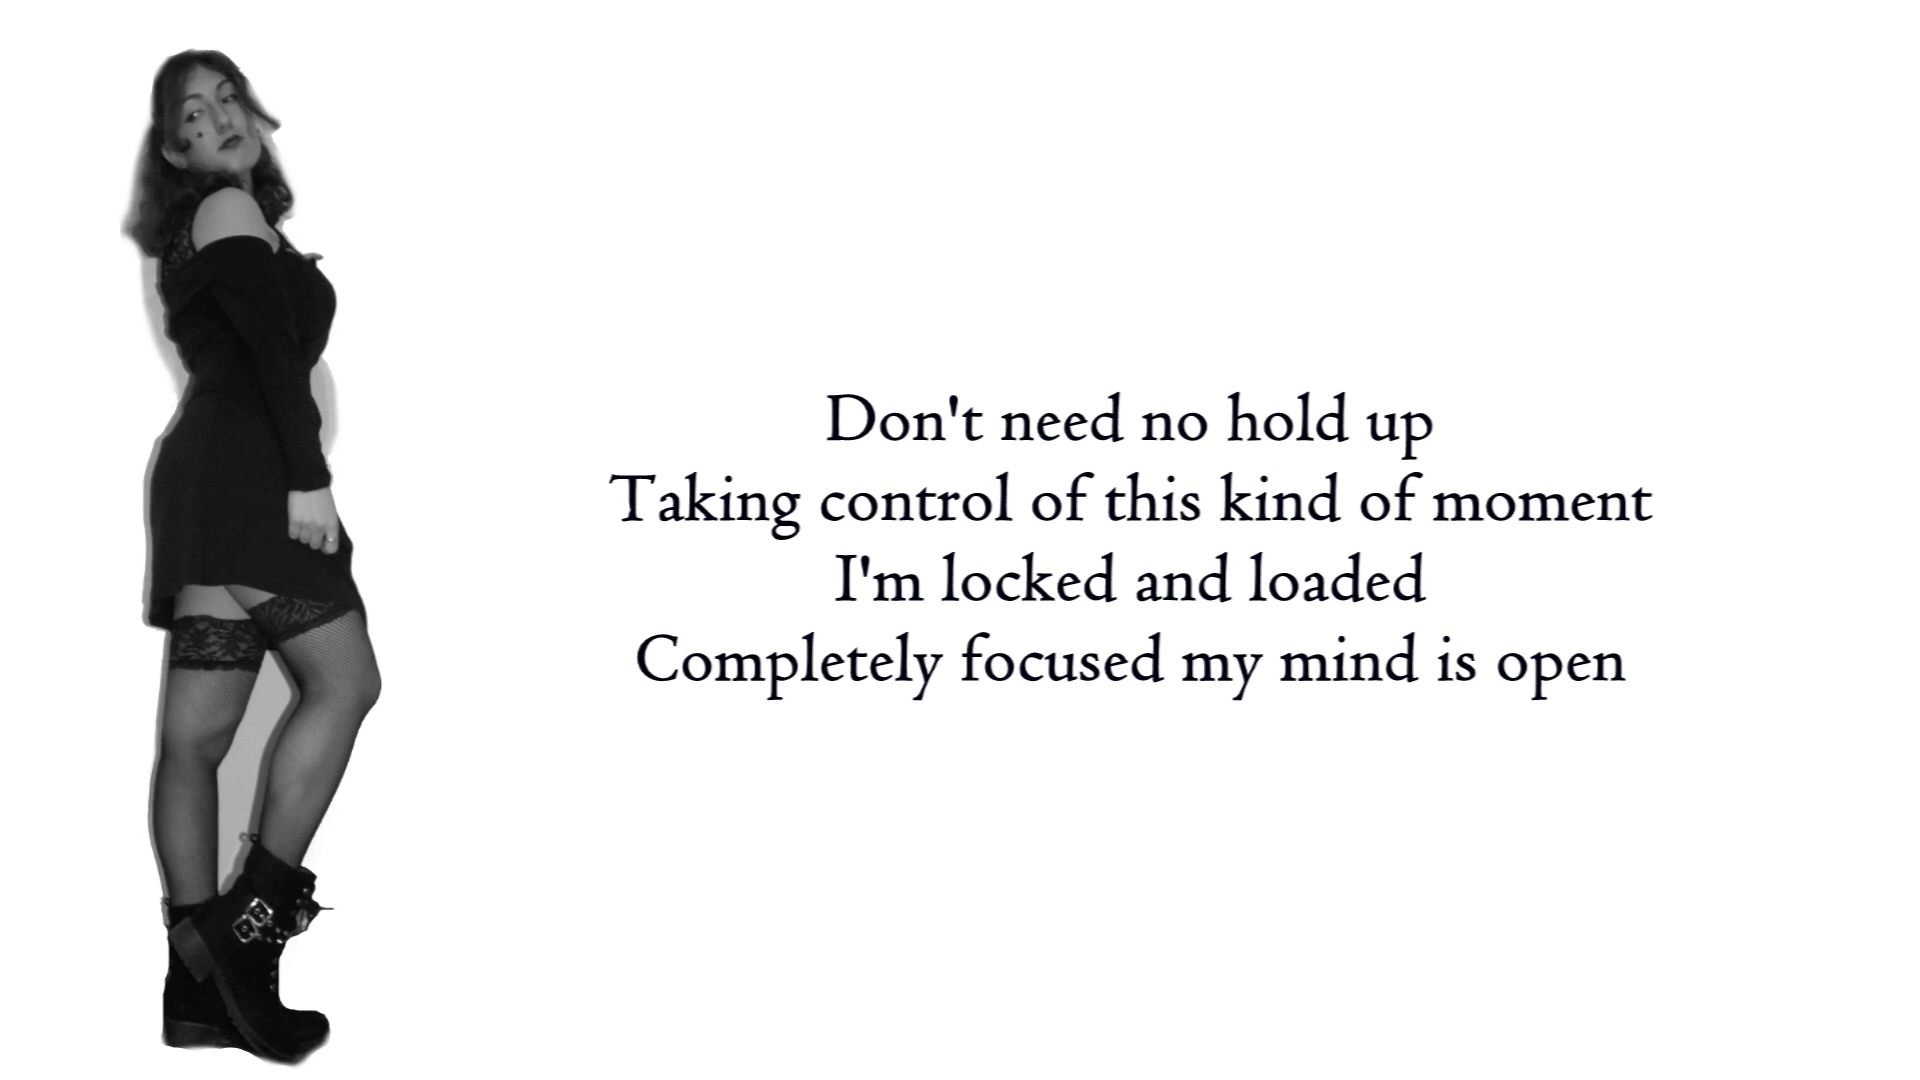 Don't need no hold up
Taking control of this kind of moment
I'm locked and loaded
Completely focused my mind is open